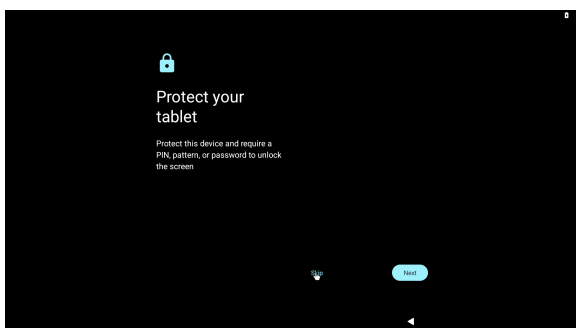 Protect your
tablet
Protect this device and require a
PIN, pattern, or password to unlock
the screen
Skip
Next